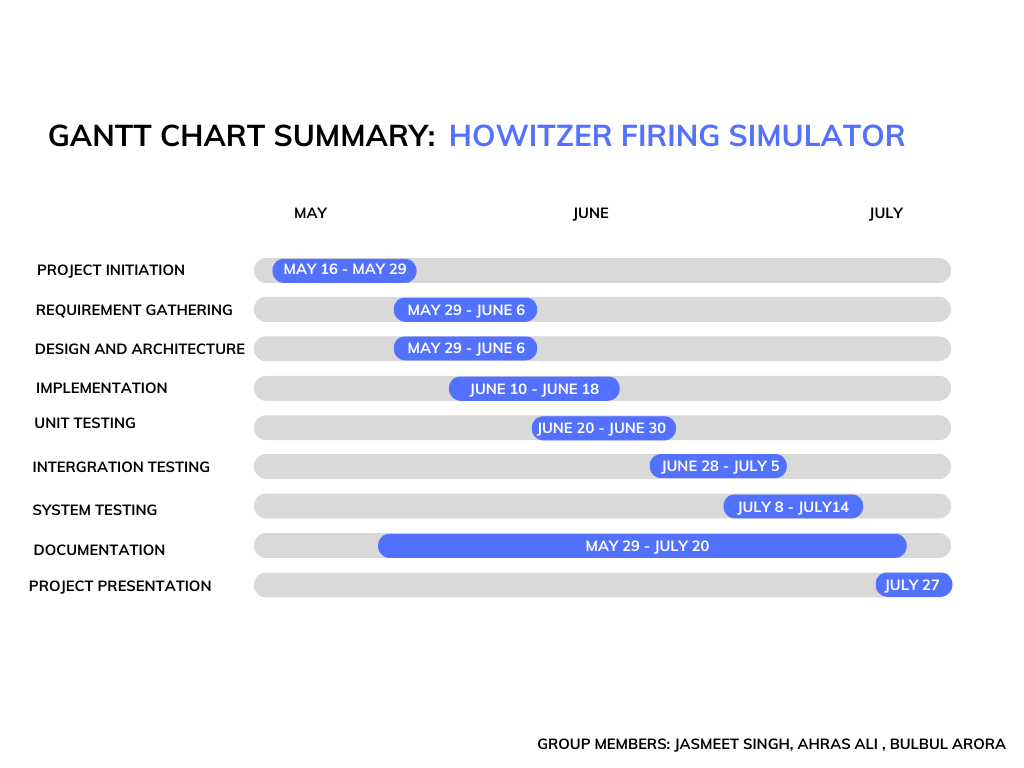 GANTT CHART SUMMARY: HOWITZER FIRING SIMULATOR
MAY JUNE JULY
PROJECT INITIATION MAY 16 - MAY 29
REQUIREMENT GATHERING MAY 29 - JUNE 6
DESIGN AND ARCHITECTURE MAY 29 - JUNE 6
IMPLEMENTATION JUNE 10 - JUNE 18
UNIT TESTING JUNE 20 - JUNE 30
INTERGRATION TESTING JUNE 28 - JULY 5
SYSTEM TESTING JULY 8 - JULY14
DOCUMENTATION MAY 29 - JULY 20
PROJECT PRESENTATION JULY 27
GROUP MEMBERS: JASMEET SINGH, AHRAS ALI , BULBUL ARORA